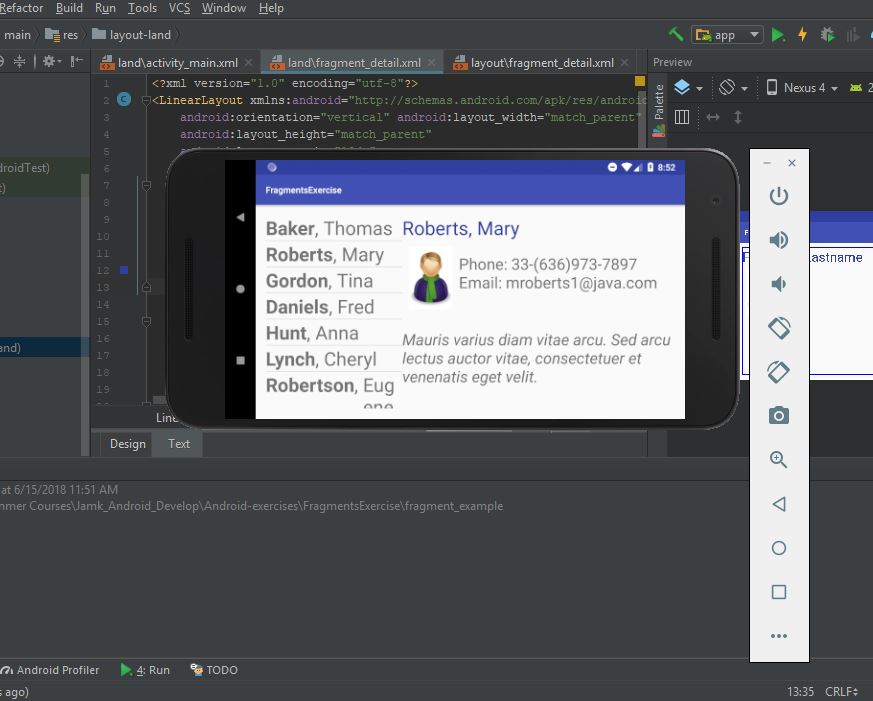 Refactor Build Run Tools VCS Window Help
main res layout-land
app
land\activity_main.xml land\fragment_detail.xml layout\fragment_detail.xml
Preview
Palette
Nexus 4
1 <?xml version="1.0" encoding="utf-8"?>
2 <LinearLayout xmlns:android="http://schemas.android.com/apk/res/android
3 android:orientation="vertical" android:layout_width="match_parent"
4 android:layout_height="match_parent"
5
6
7
8
9
10
11
12
13
14
15
16
17
18
19
droidTest)
t)
and)
8:52
FragmentsExercise
Baker, Thomas
Roberts, Mary
Gordon, Tina
Daniels, Fred
Hunt, Anna
Lynch, Cheryl
Robertson, Eug
ene
Roberts, Mary
Phone: 33-(636)973-7897
Email: mroberts1@java.com
Mauris varius diam vitae arcu. Sed arcu
lectus auctor vitae, consectetuer et
venenatis eget velit.
F
astname
Line
Design Text
at 6/15/2018 11:51 AM
mmer Courses\Jamk_Android_Develop\Android-exercises\FragmentsExercise\fragment_example
Android Profiler 4: Run TODO
s ago)
13:35 CRLF